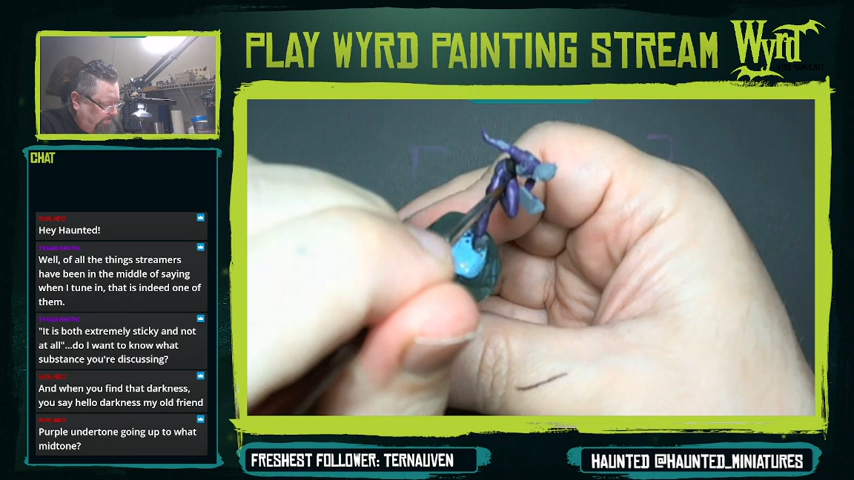 PLAY WYRD PAINTING STREAM
Wyrd
CHAT
Hey Haunted!
Well, of all the things streamers
have been in the middle of saying
when I tune in, that is indeed one of
them.
"It is both extremely sticky and not
at all"...do I want to know what
substance you're discussing?
And when you find that darkness,
you say hello darkness my old friend
Purple undertone going up to what
midtone?
FRESHEST FOLLOWER: TERNAUVEN
HAUNTED @HAUNTED_MINIATURES